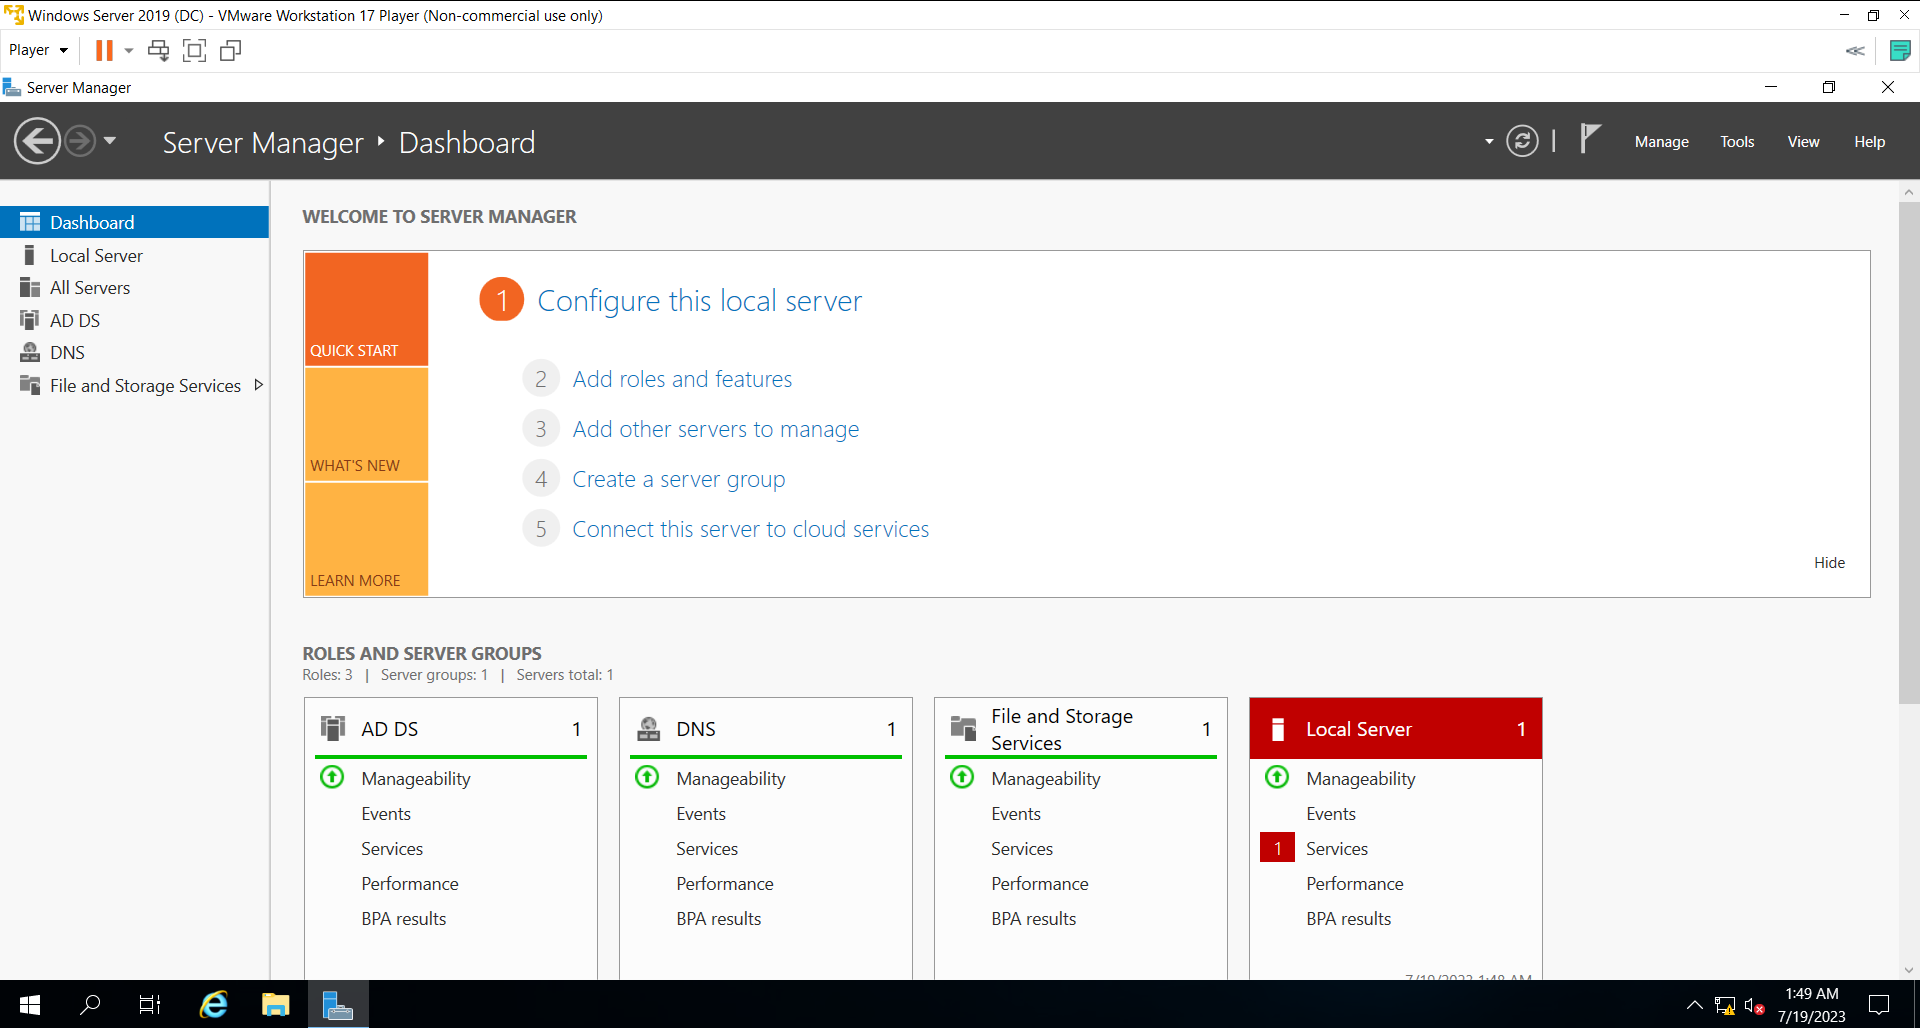 Windows Server 2019 (DC) - VMware Workstation 17 Player (Non-commercial use only)
Player
Server Manager
Server Manager Dashboard
Manage Tools View Help
Dashboard
Local Server
All Servers
AD DS
DNS
File and Storage Services
WELCOME TO SERVER MANAGER
QUICK START
WHAT'S NEW
LEARN MORE
1 Configure this local server
2 Add roles and features
3 Add other servers to manage
4 Create a server group
5 Connect this server to cloud services
Hide
ROLES AND SERVER GROUPS
Roles: 3 | Server groups: 1 | Servers total: 1
AD DS 1
Manageability
Events
Services
Performance
BPA results
DNS 1
Manageability
Events
Services
Performance
BPA results
File and Storage
Services 1
Manageability
Events
Services
Performance
BPA results
Local Server 1
Manageability
Events
1 Services
Performance
BPA results
7/19/2023 1:48 AM
1:49 AM
7/19/2023